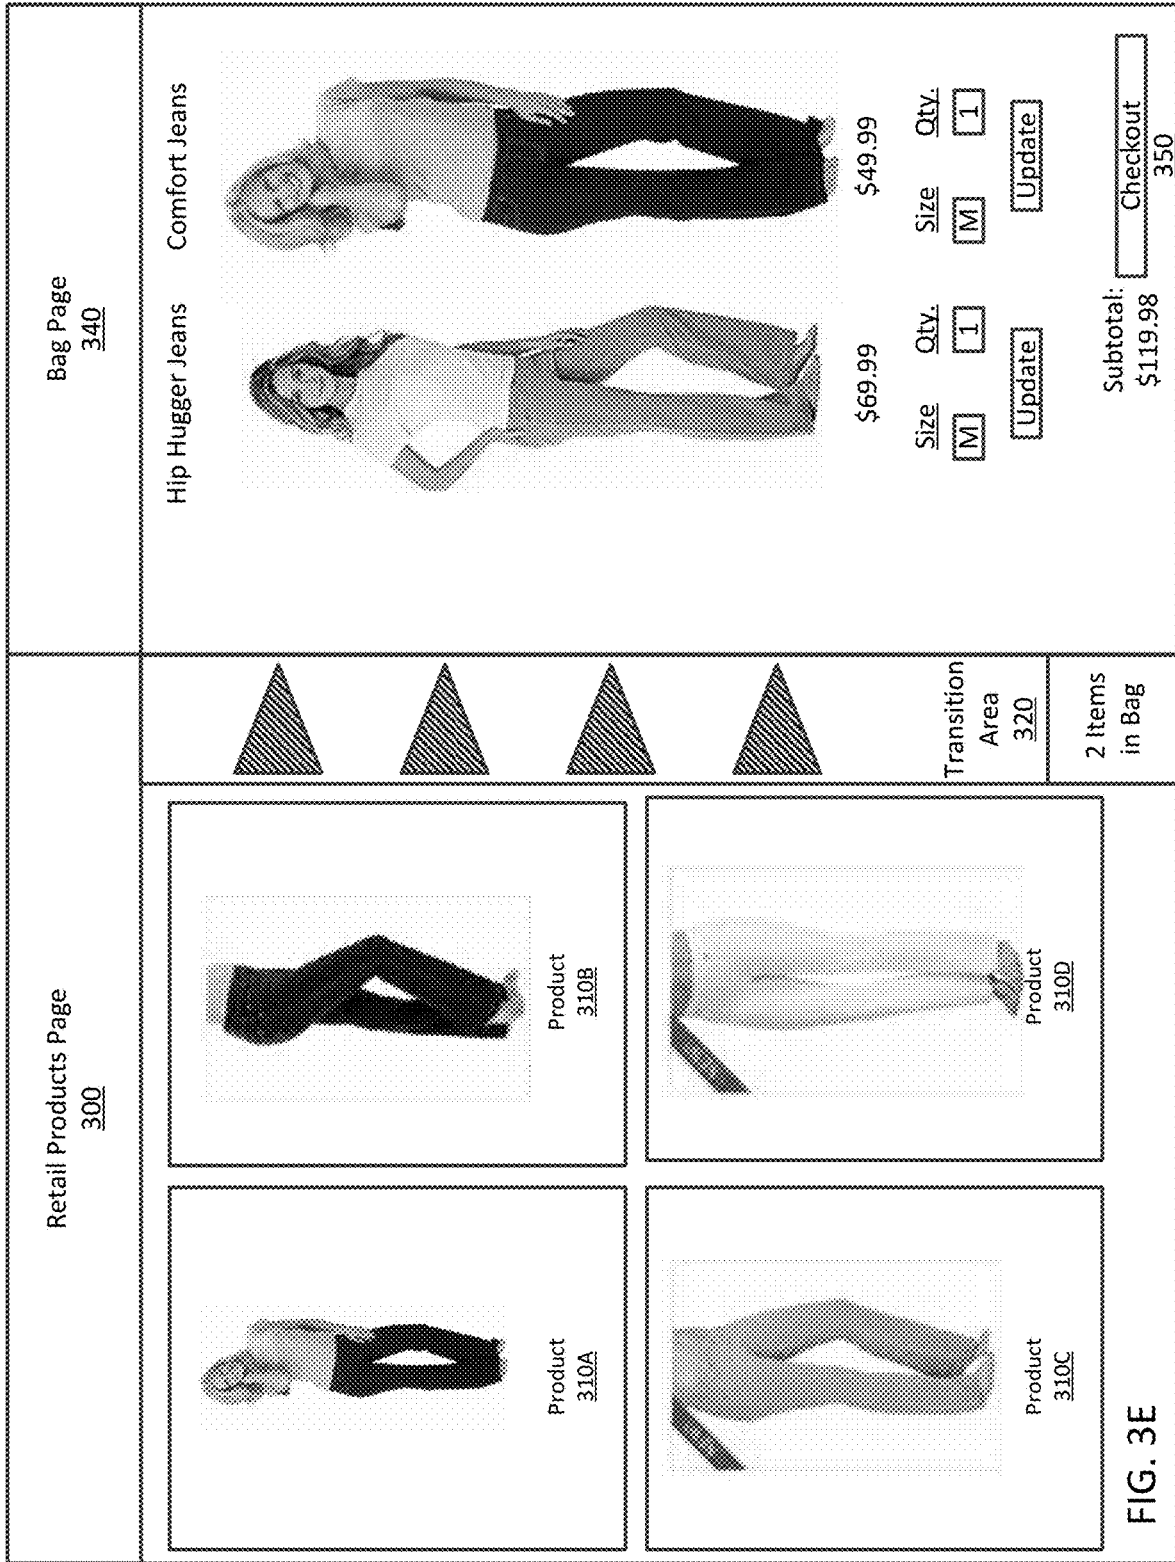 Retail Products Page
300
Product
310A
Product
310B
Product
310C
Product
310D
Transition
Area
320
2 Items
in Bag
Bag Page
340
Hip Hugger Jeans
Comfort Jeans
$69.99
$49.99
Size
Qty.
Size
Qty.
M
1
M
1
Update
Update
Subtotal:
$119.98
Checkout
350
FIG. 3E